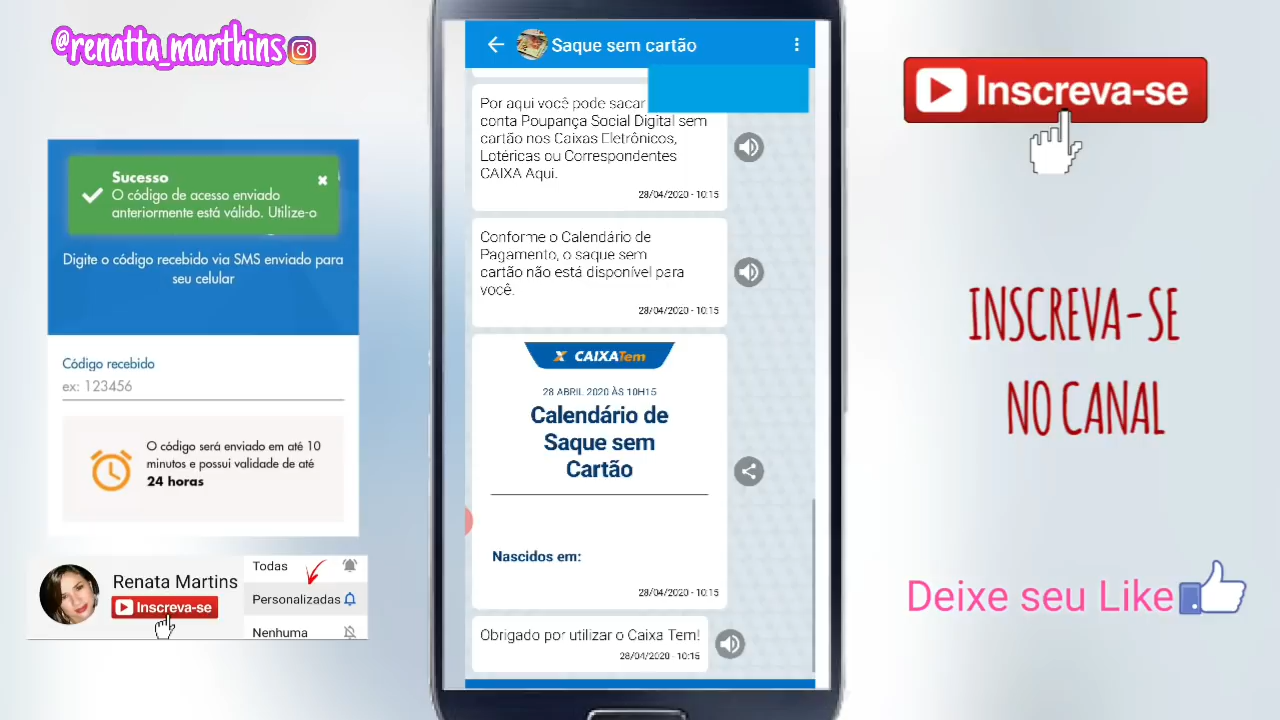 @renatta_marthins
Sucesso
O código de acesso enviado
anteriormente está válido. Utilize-o
Digite o código recebido via SMS enviado para
seu celular
Código recebido
ex: 123456
O código será enviado em até 10
minutos e possui validade de até
24 horas
Renata Martins
Inscreva-se
Todas
Personalizadas
Nenhuma
Saque sem cartão
Por aqui você pode sacar
conta Poupança Social Digital sem
cartão nos Caixas Eletrônicos,
Lotéricas ou Correspondentes
CAIXA Aqui.
28/04/2020 - 10:15
Conforme o Calendário de
Pagamento, o saque sem
cartão não está disponível para
você.
28/04/2020 - 10:15
X CAIXATem
28 ABRIL 2020 ÀS 10H15
Calendário de
Saque sem
Cartão
Nascidos em:
28/04/2020 - 10:15
Obrigado por utilizar o Caixa Tem!
28/04/2020 - 10:15
Inscreva-se
INSCREVA-SE
NO CANAL
Deixe seu Like